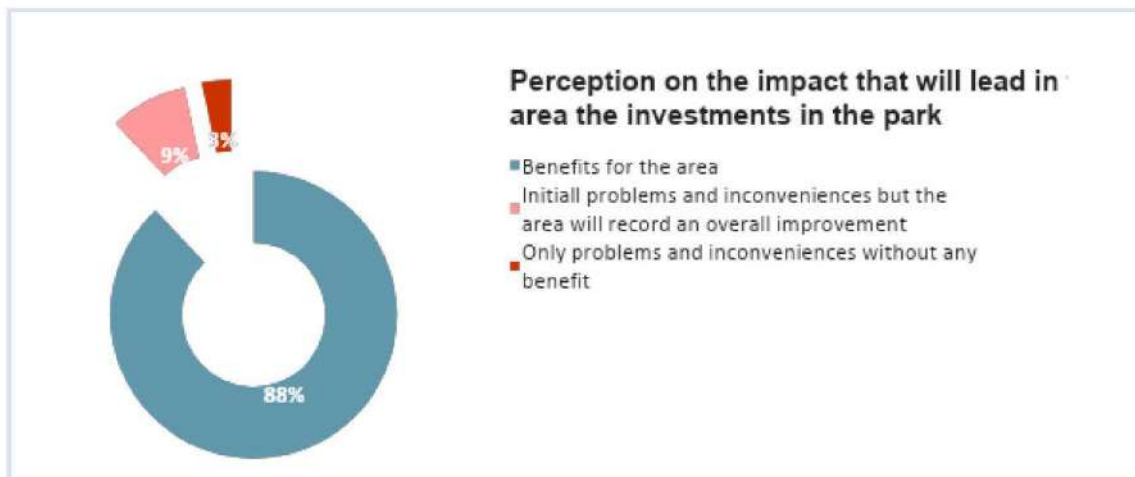 Perception on the impact that will lead in
area the investments in the park
Benefits for the area
Initiall problems and inconveniences but the
area will record an overall improvement
Only problems and inconveniences without any
benefit
9%
3%
88%